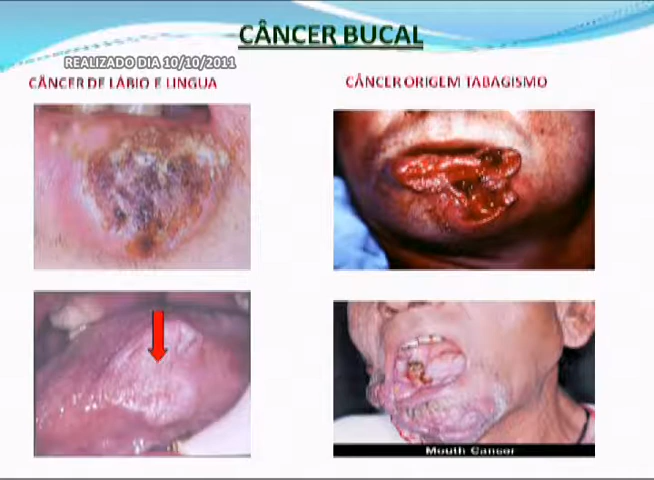 CÂNCER BUCAL
REALIZADO DIA 10/10/2011
CÂNCER DE LÁBIO E LINGUA
CÂNCER ORIGEM TABAGISMO
Mouth Cancer